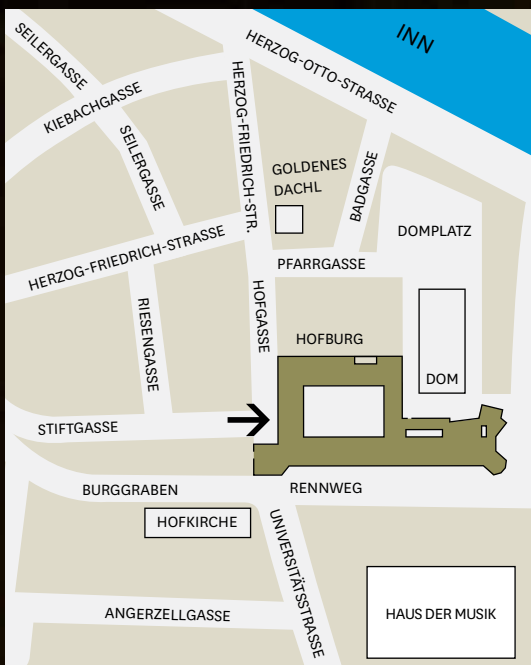 INN
SEILERGASSE
HERZOG-OTTO-STRASSE
KIEBACHGASSE
HERZOG-FRIEDRICH-STR.
SEILERGASSE
GOLDENES
DACHL
BADGASSE
DOMPLATZ
HERZOG-FRIEDRICH-STRASSE
PFARRGASSE
RIESENGASSE
HOFGASSE
HOFBURG
DOM
STIFTGASSE
BURGGRABEN
RENNWEG
HOFKIRCHE
UNIVERSITÄTSSTRASSE
ANGERZELLGASSE
HAUS DER MUSIK